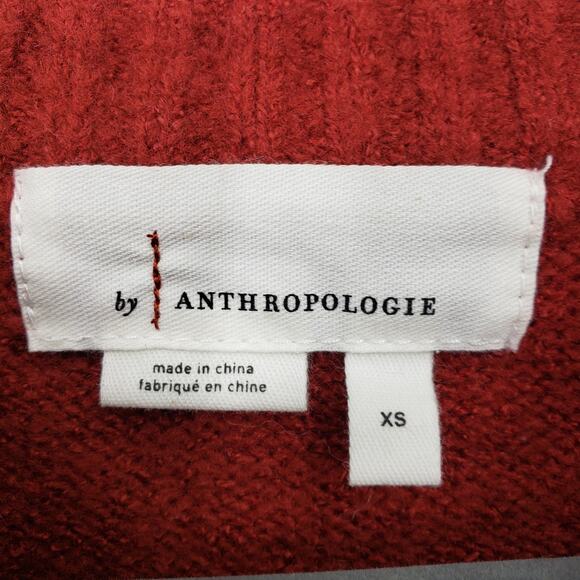 by ANTHROPOLOGIE
made in china
fabriqué en chine
XS